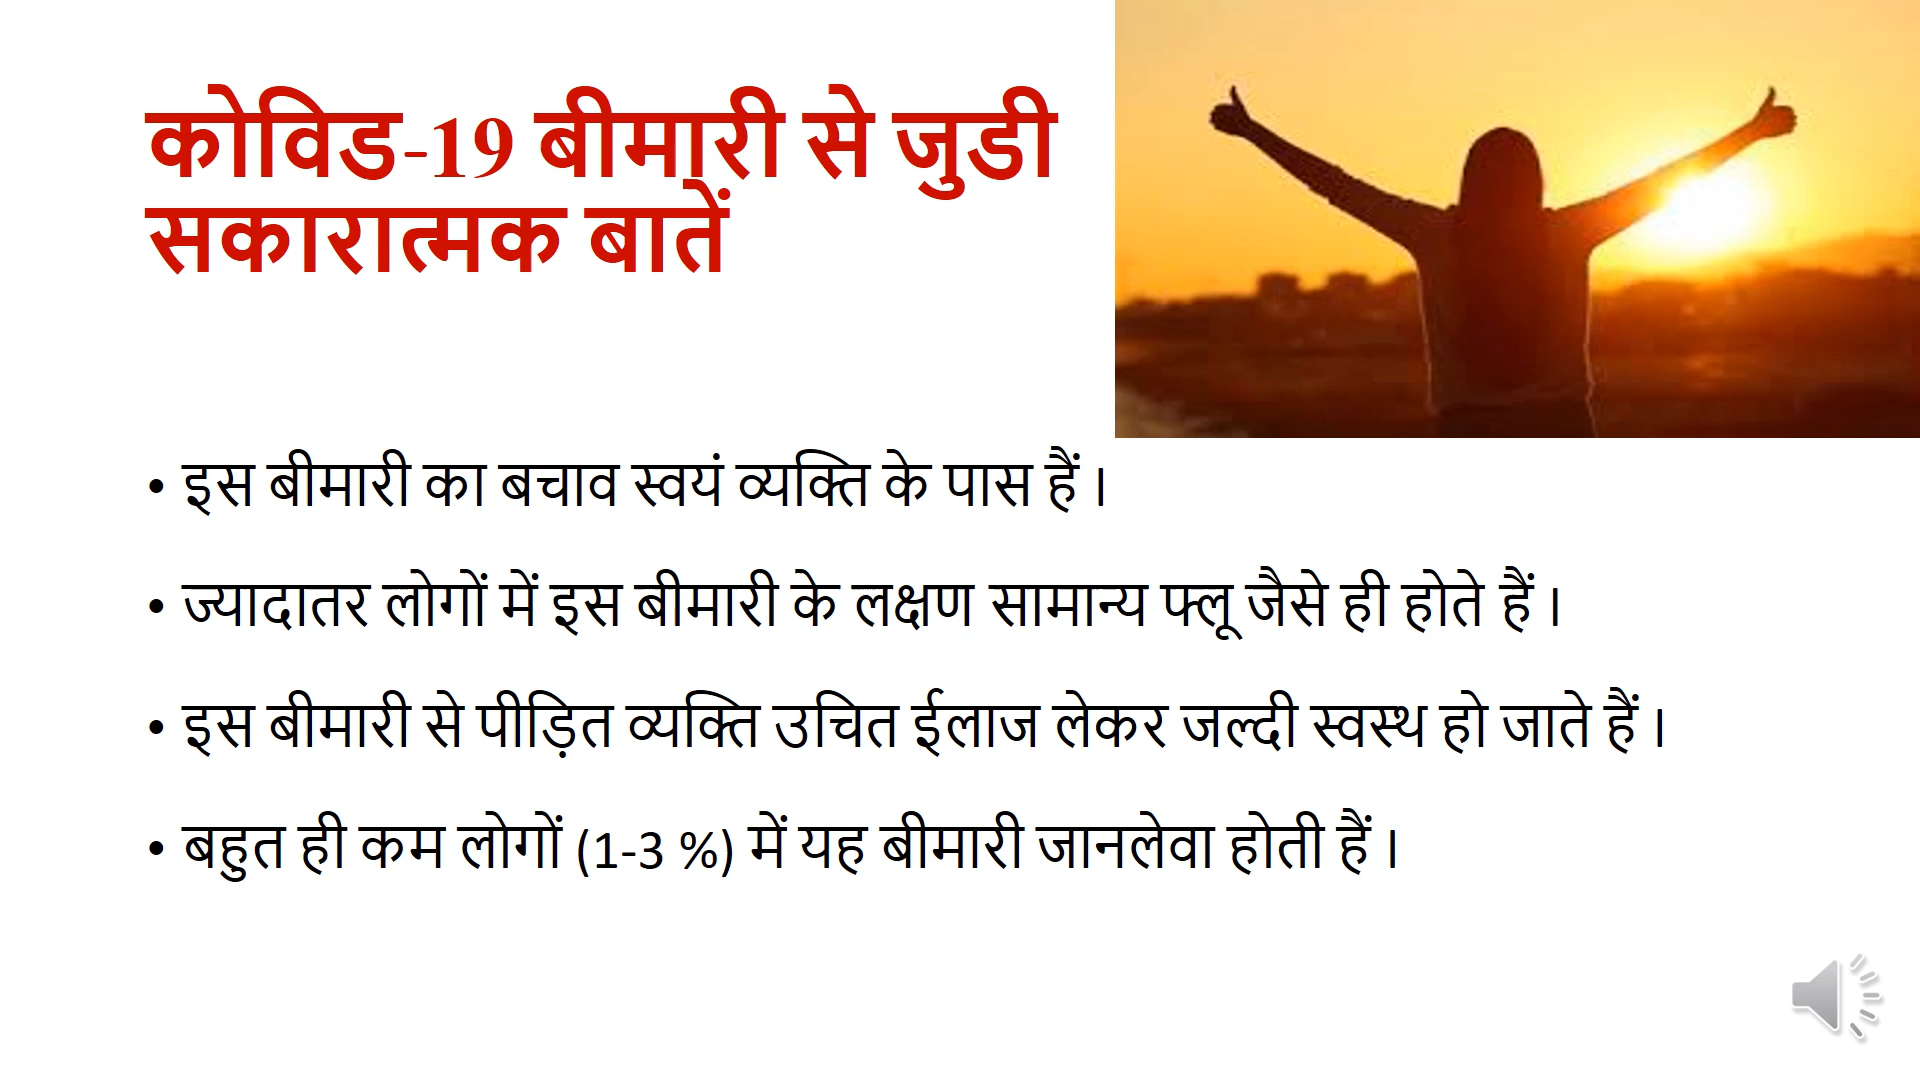 कोविड-19 बीमारी से जुडी
सकारात्मक बातें
• इस बीमारी का बचाव स्वयं व्यक्ति के पास हैं ।
• ज्यादातर लोगों में इस बीमारी के लक्षण सामान्य फ्लू जैसे ही होते हैं ।
• इस बीमारी से पीड़ित व्यक्ति उचित ईलाज लेकर जल्दी स्वस्थ हो जाते हैं ।
• बहुत ही कम लोगों (1-3 %) में यह बीमारी जानलेवा होती हैं ।